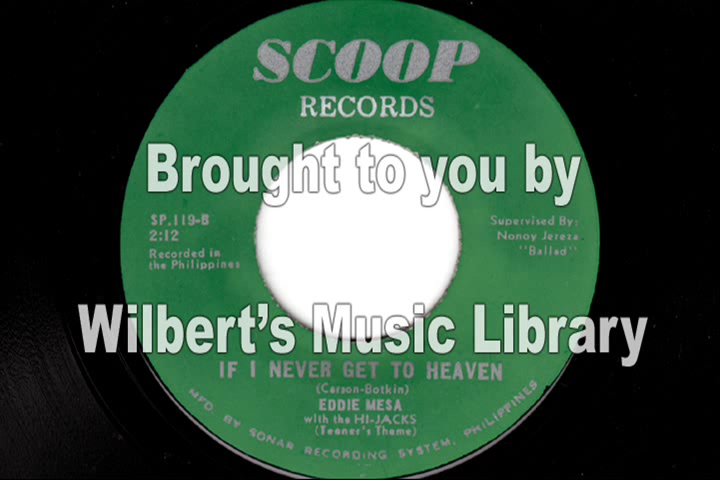 SCOOP
RECORDS
Brought to you by
SP.119-B
2:12
Recorded in
the Philippines
Supervised By:
Nonoy Jereza
"Ballad"
Wilbert's Music Library
IF I NEVER GET TO HEAVEN
(Carson-Botkin)
EDDIE MESA
with the HI-JACKS
(Teener's Theme)
MFD. BY SONAR RECORDING SYSTEM, PHILIPPINES